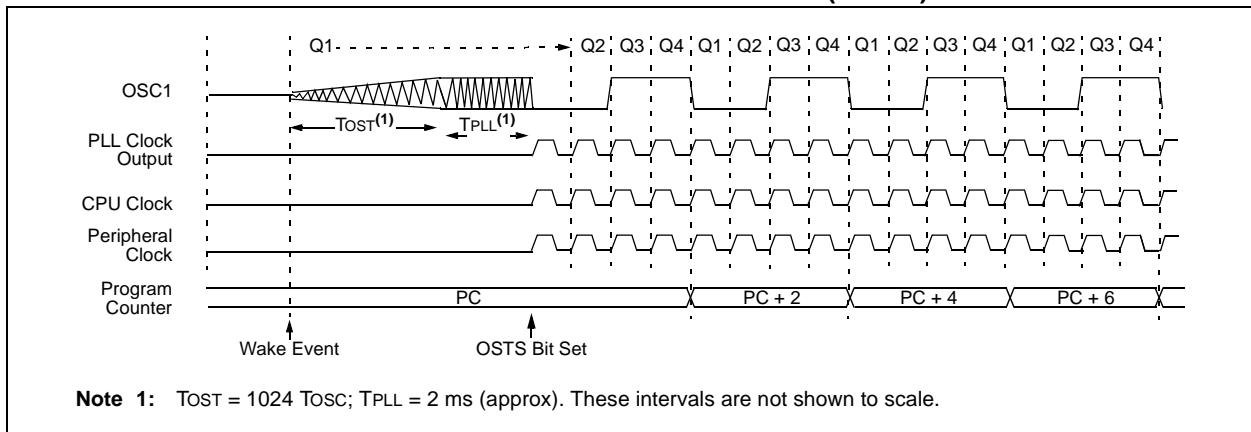 Q1 Q2 Q3 Q4 Q1 Q2 Q3 Q4 Q1 Q2 Q3 Q4 Q1 Q2 Q3 Q4
OSC1
TOST(1) TPLL(1)
PLL Clock
Output
CPU Clock
Peripheral
Clock
Program
Counter
PC PC + 2 PC + 4 PC + 6
Wake Event OSTS Bit Set
Note 1: TOST = 1024 TOSC; TPLL = 2 ms (approx). These intervals are not shown to scale.